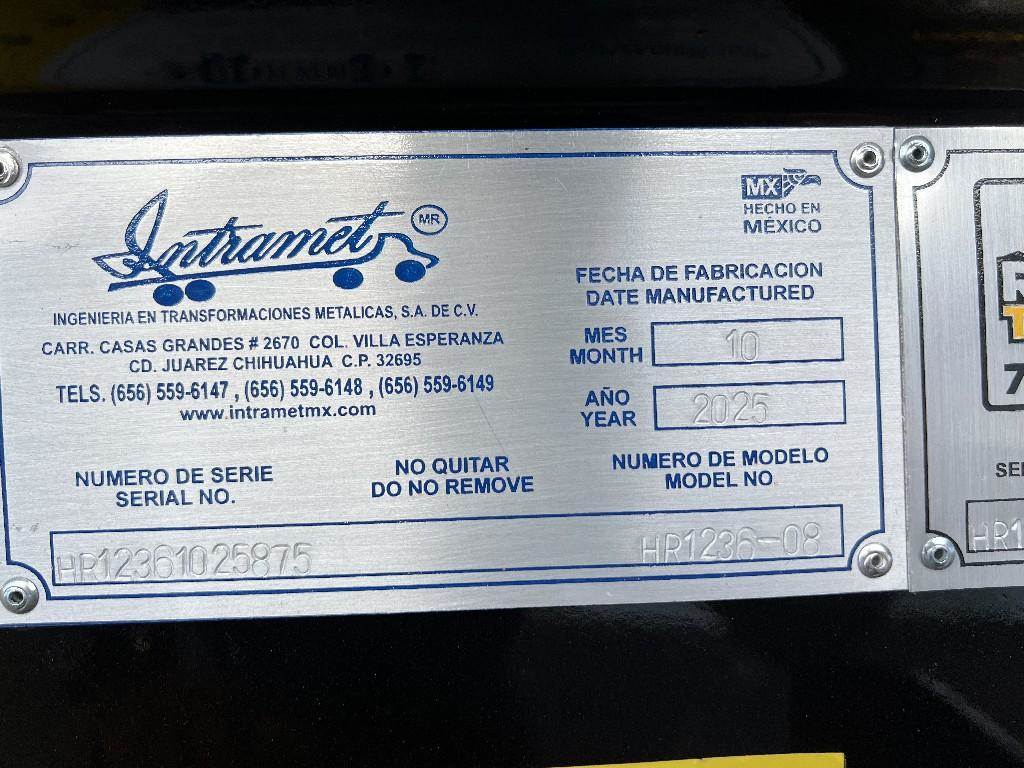 Intramet MR
INGENIERIA EN TRANSFORMACIONES METALICAS, S.A. DE C.V.
CARR. CASAS GRANDES # 2670 COL. VILLA ESPERANZA
CD. JUAREZ CHIHUAHUA C.P. 32695
TELS. (656) 559-6147 , (656) 559-6148 , (656) 559-6149
www.intrametmx.com
MX
HECHO EN
MÉXICO
FECHA DE FABRICACION
DATE MANUFACTURED
MES
MONTH 10
AÑO
YEAR 2025
NUMERO DE SERIE
SERIAL NO.
NO QUITAR
DO NO REMOVE
NUMERO DE MODELO
MODEL NO
HR12361025875
HR1236-08
HR1